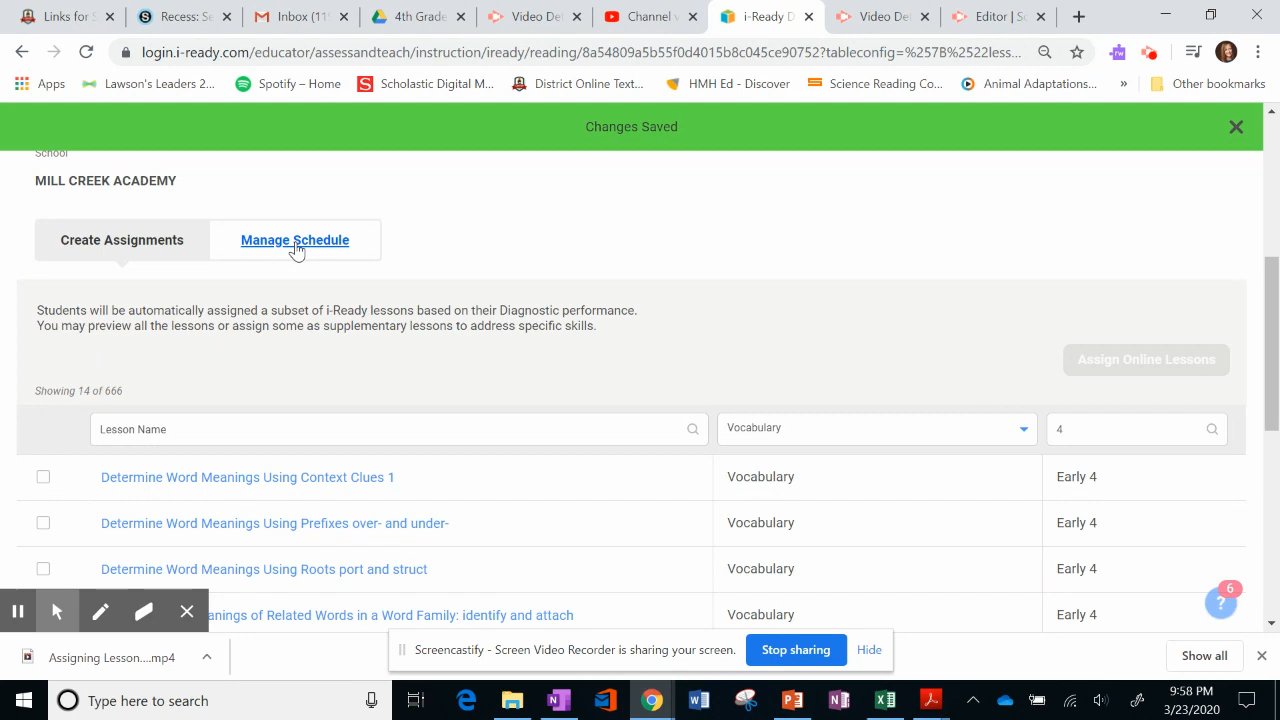 Links for S
Recess: Se
Inbox (119
4th Grade
Video Det
Channel v
i-Ready D
Video Det
Editor | Sc
login.i-ready.com/educator/assessandteach/instruction/iready/reading/8a54809a5b55f0d4015b8c045ce90752?tableconfig=%257B%2522less...
Apps
Lawson's Leaders 2...
Spotify – Home
Scholastic Digital M...
District Online Text...
HMH Ed - Discover
Science Reading Co...
Animal Adaptations...
»
Other bookmarks
Changes Saved
School
MILL CREEK ACADEMY
Create Assignments
Manage Schedule
Students will be automatically assigned a subset of i-Ready lessons based on their Diagnostic performance.
You may preview all the lessons or assign some as supplementary lessons to address specific skills.
Assign Online Lessons
Showing 14 of 666
Lesson Name
Vocabulary
4
Determine Word Meanings Using Context Clues 1
Vocabulary
Early 4
Determine Word Meanings Using Prefixes over- and under-
Vocabulary
Early 4
Determine Word Meanings Using Roots port and struct
Vocabulary
Early 4
anings of Related Words in a Word Family: identify and attach
Vocabulary
Early 4
6
?
Screencastify - Screen Video Recorder is sharing your screen.
Stop sharing
Hide
Assigning Lesson....mp4
Show all
Type here to search
9:58 PM
3/23/2020